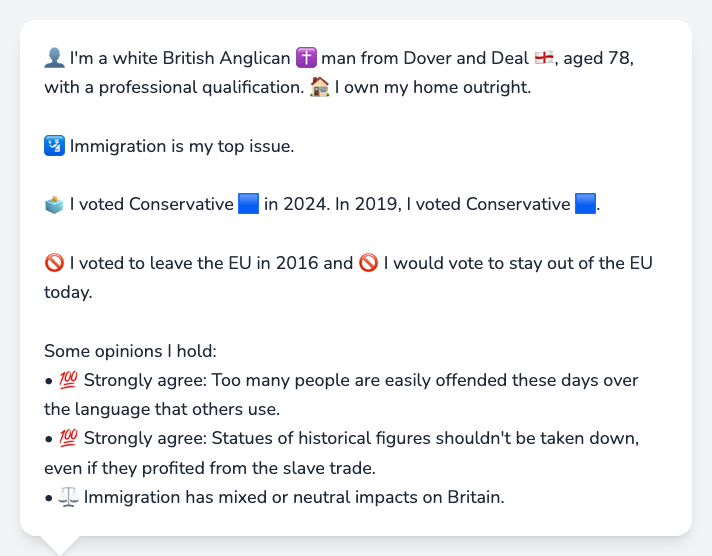 👤 I'm a white British Anglican ✝️ man from Dover and Deal 🏴󠁧󠁢󠁥󠁮󠁧󠁿, aged 78,
with a professional qualification. 🏠 I own my home outright.
🛂 Immigration is my top issue.
🗳️ I voted Conservative 🟦 in 2024. In 2019, I voted Conservative 🟦.
🚫 I voted to leave the EU in 2016 and 🚫 I would vote to stay out of the EU
today.
Some opinions I hold:
• 💯 Strongly agree: Too many people are easily offended these days over
the language that others use.
• 💯 Strongly agree: Statues of historical figures shouldn't be taken down,
even if they profited from the slave trade.
• ⚖️ Immigration has mixed or neutral impacts on Britain.